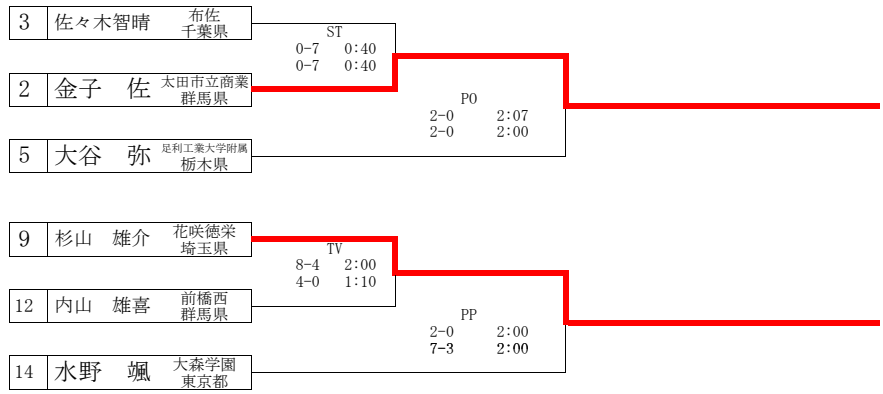 3 佐々木智晴 布佐
千葉県
ST
0-7 0:40
0-7 0:40
2 金子 佐 太田市立商業
群馬県
PO
2-0 2:07
2-0 2:00
5 大谷 弥 足利工業大学附属
栃木県
9 杉山 雄介 花咲徳栄
埼玉県
TV
8-4 2:00
4-0 1:10
12 内山 雄喜 前橋西
群馬県
PP
2-0 2:00
7-3 2:00
14 水野 颯 大森学園
東京都